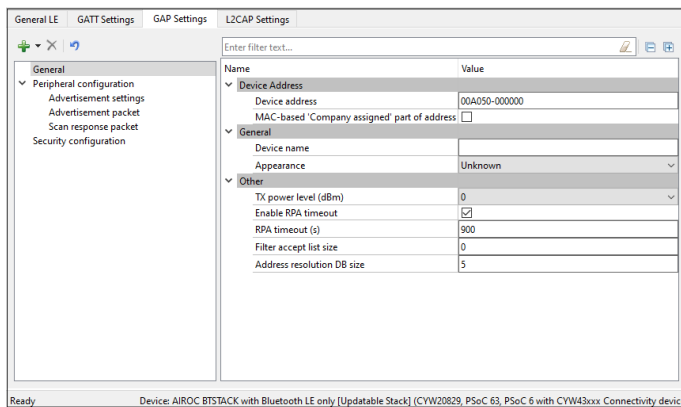 General LE GATT Settings GAP Settings L2CAP Settings
Enter filter text...
General
Peripheral configuration
Advertisement settings
Advertisement packet
Scan response packet
Security configuration
Name Value
Device Address
Device address 00A050-000000
MAC-based 'Company assigned' part of address
General
Device name
Appearance Unknown
Other
TX power level (dBm) 0
Enable RPA timeout
RPA timeout (s) 900
Filter accept list size 0
Address resolution DB size 5
Ready Device: AIROC BTSTACK with Bluetooth LE only [Updatable Stack] (CYW20829, PSoC 63, PSoC 6 with CYW43xxx Connectivity devic